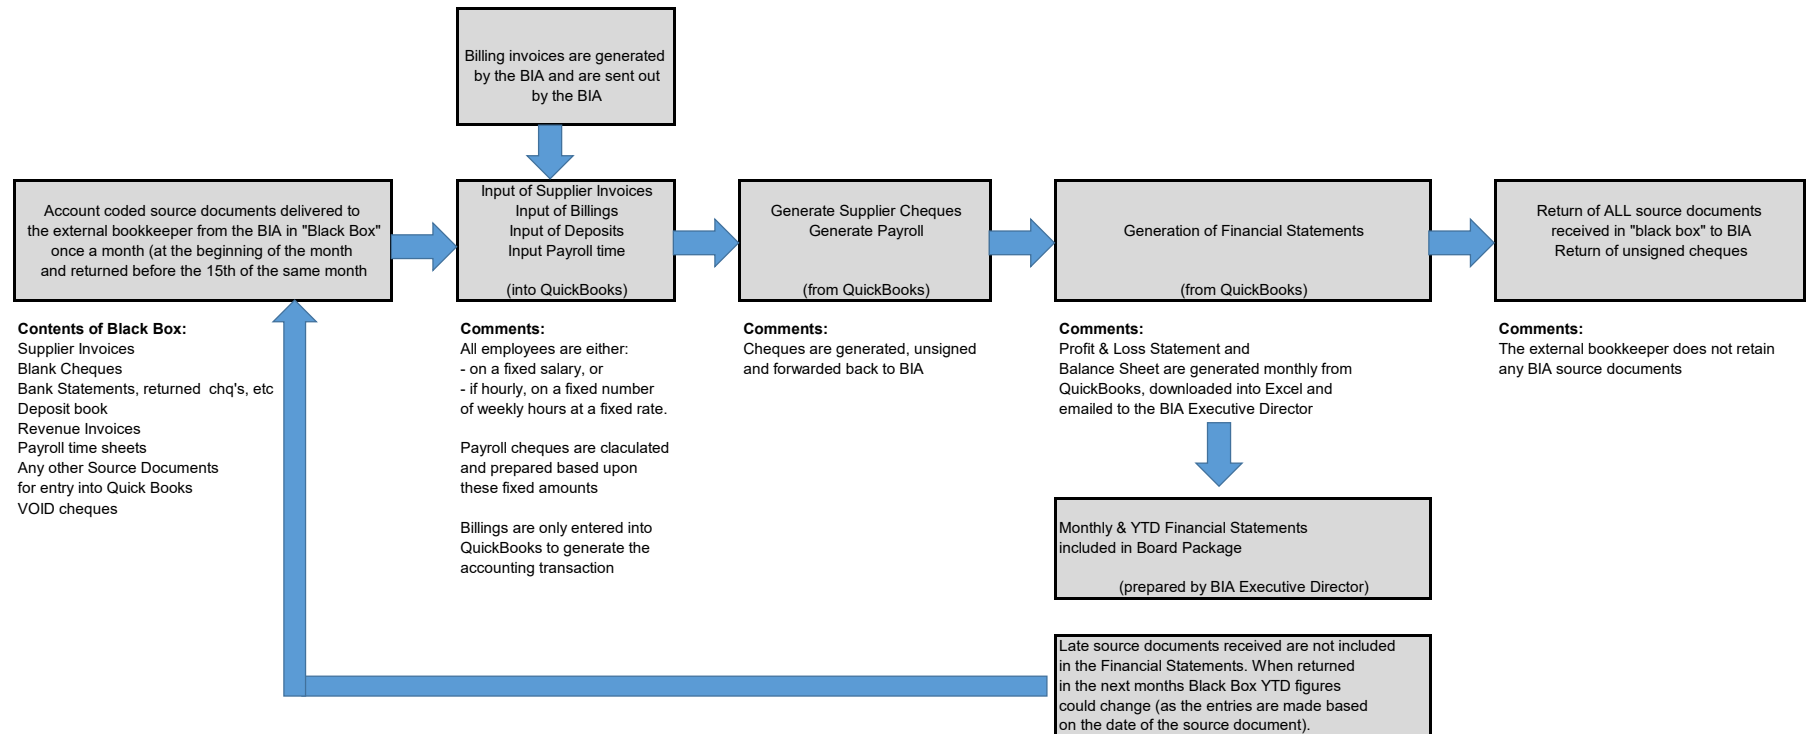 Billing invoices are generated
by the BIA and are sent out
by the BIA
Account coded source documents delivered to
the external bookkeeper from the BIA in "Black Box"
once a month (at the beginning of the month
and returned before the 15th of the same month
Input of Supplier Invoices
Input of Billings
Input of Deposits
Input Payroll time
(into QuickBooks)
Generate Supplier Cheques
Generate Payroll
(from QuickBooks)
Generation of Financial Statements
(from QuickBooks)
Return of ALL source documents
received in "black box" to BIA
Return of unsigned cheques
Contents of Black Box:
Supplier Invoices
Blank Cheques
Bank Statements, returned  chq's, etc
Deposit book
Revenue Invoices
Payroll time sheets
Any other Source Documents
for entry into Quick Books
VOID cheques
Comments:
All employees are either:
- on a fixed salary, or
- if hourly, on a fixed number
of weekly hours at a fixed rate.
Payroll cheques are claculated
and prepared based upon
these fixed amounts
Billings are only entered into
QuickBooks to generate the
accounting transaction
Comments:
Cheques are generated, unsigned
and forwarded back to BIA
Comments:
Profit & Loss Statement and
Balance Sheet are generated monthly from
QuickBooks, downloaded into Excel and
emailed to the BIA Executive Director
Comments:
The external bookkeeper does not retain
any BIA source documents
Monthly & YTD Financial Statements
included in Board Package
(prepared by BIA Executive Director)
Late source documents received are not included
in the Financial Statements. When returned
in the next months Black Box YTD figures
could change (as the entries are made based
on the date of the source document).